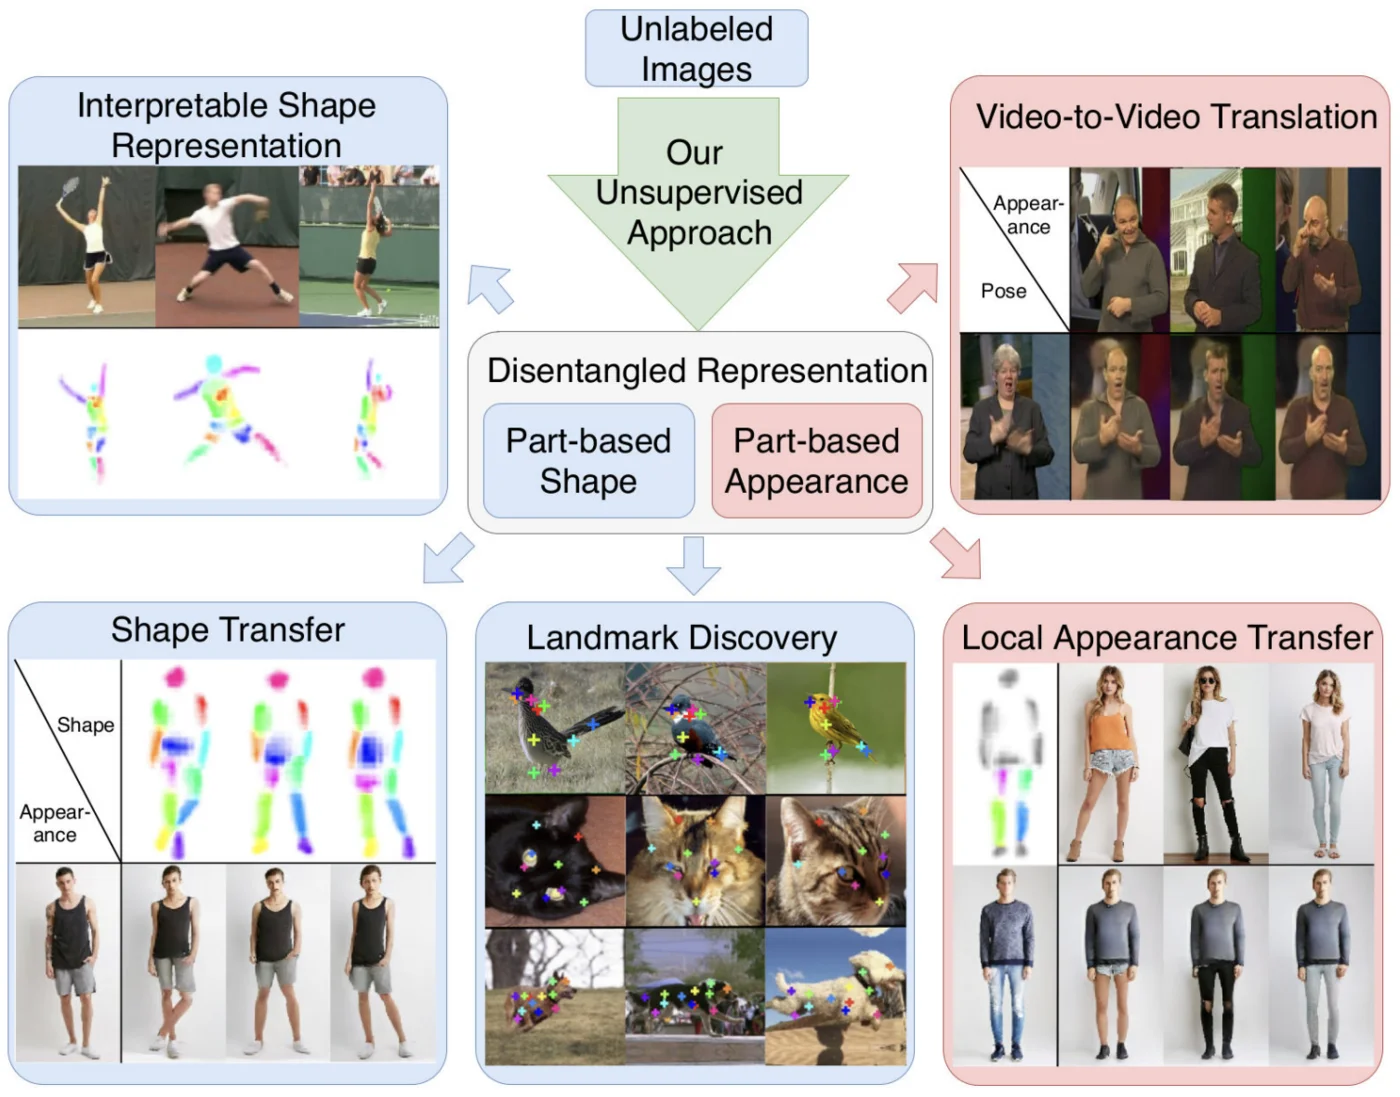 Unlabeled
Images
Our
Unsupervised
Approach
Interpretable Shape
Representation
Video-to-Video Translation
Appear-
ance
Pose
Disentangled Representation
Part-based
Shape
Part-based
Appearance
Shape Transfer
Shape
Appear-
ance
Landmark Discovery
Local Appearance Transfer